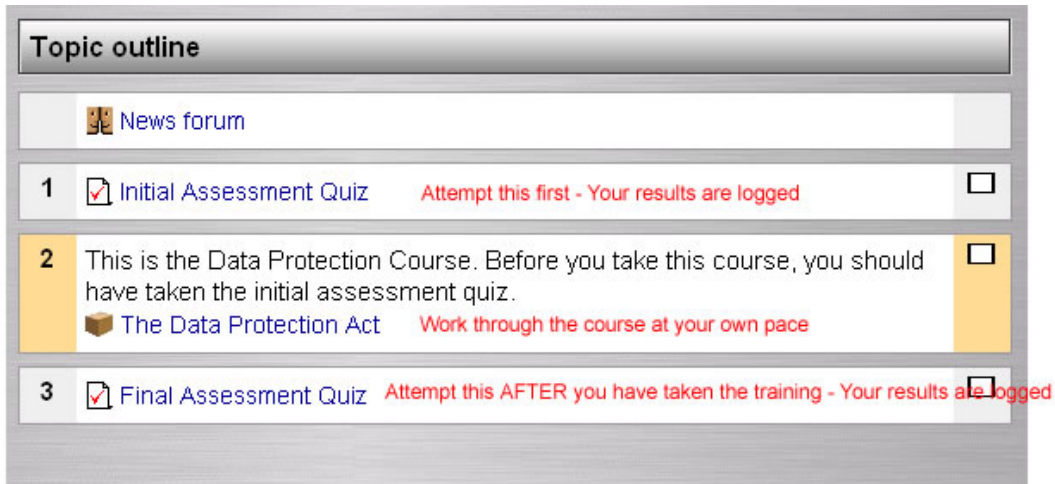 Topic outline
News forum
1 Initial Assessment Quiz Attempt this first - Your results are logged
2 This is the Data Protection Course. Before you take this course, you should
have taken the initial assessment quiz.
The Data Protection Act Work through the course at your own pace
3 Final Assessment Quiz Attempt this AFTER you have taken the training - Your results are logged